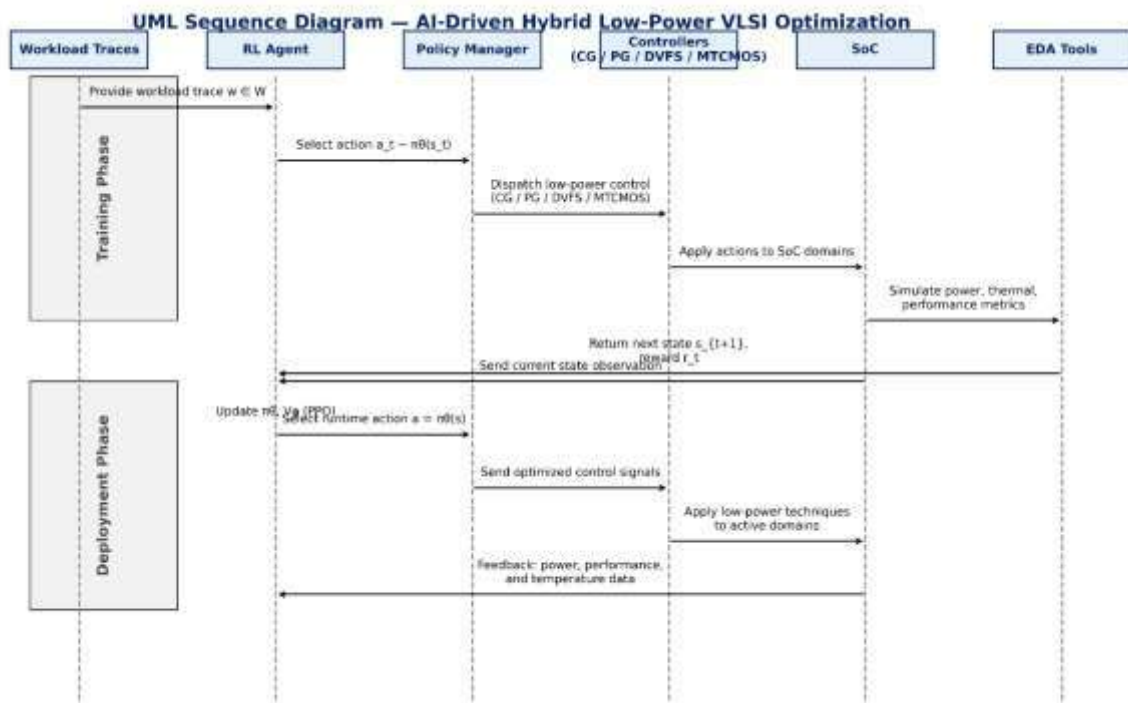 UML Sequence Diagram — AI-Driven Hybrid Low-Power VLSI Optimization
Workload Traces
RL Agent
Policy Manager
Controllers
(CG / PG / DVFS / MTCMOS)
SoC
EDA Tools
Training Phase
Provide workload trace w ∈ W
Select action a_t ~ πθ(s_t)
Dispatch low-power control
(CG / PG / DVFS / MTCMOS)
Apply actions to SoC domains
Simulate power, thermal,
performance metrics
Return next state s_{t+1},
reward r_t
Send current state observation
Deployment Phase
Update πθ, Vφ (PPO)
Select runtime action a = πθ(s)
Send optimized control signals
Apply low-power techniques
to active domains
Feedback: power, performance,
and temperature data